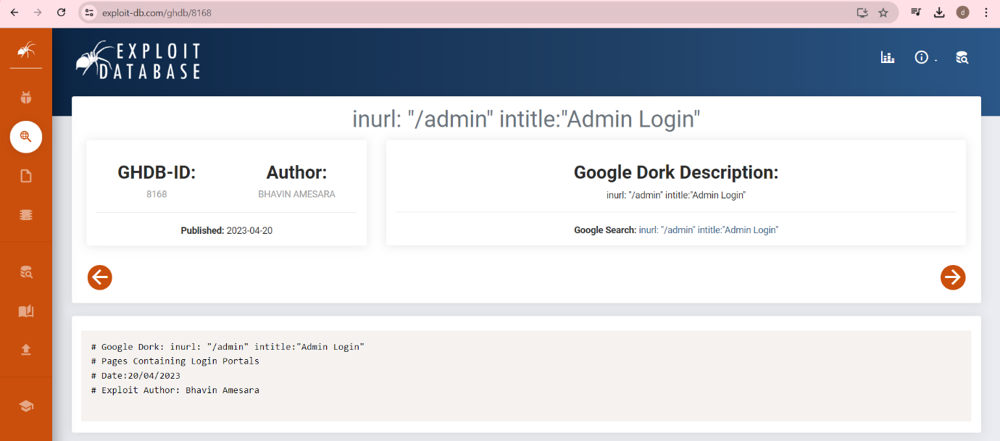 exploit-db.com/ghdb/8168
d
EXPLOIT
DATABASE
inurl: "/admin" intitle:"Admin Login"
GHDB-ID:
8168
Author:
BHAVIN AMESARA
Published: 2023-04-20
Google Dork Description:
inurl: "/admin" intitle:"Admin Login"
Google Search: inurl: "/admin" intitle:"Admin Login"
# Google Dork: inurl: "/admin" intitle:"Admin Login"
# Pages Containing Login Portals
# Date:20/04/2023
# Exploit Author: Bhavin Amesara